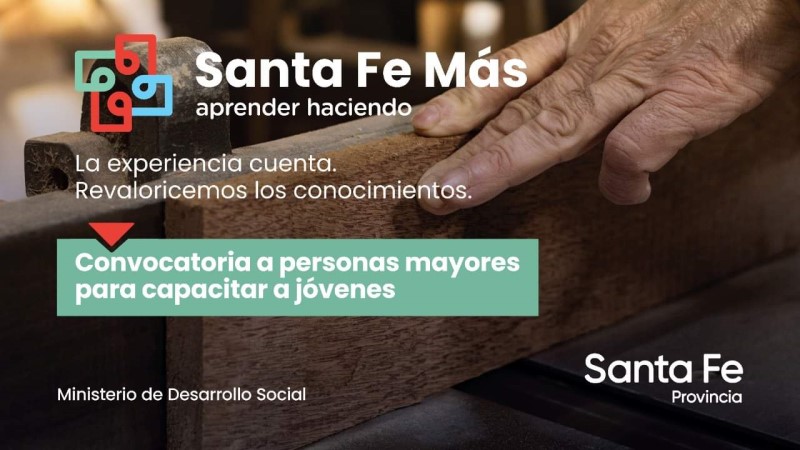 Santa Fe Más
aprender haciendo
La experiencia cuenta.
Revaloricemos los conocimientos.
Convocatoria a personas mayores
para capacitar a jóvenes
Ministerio de Desarrollo Social
Santa Fe
Provincia